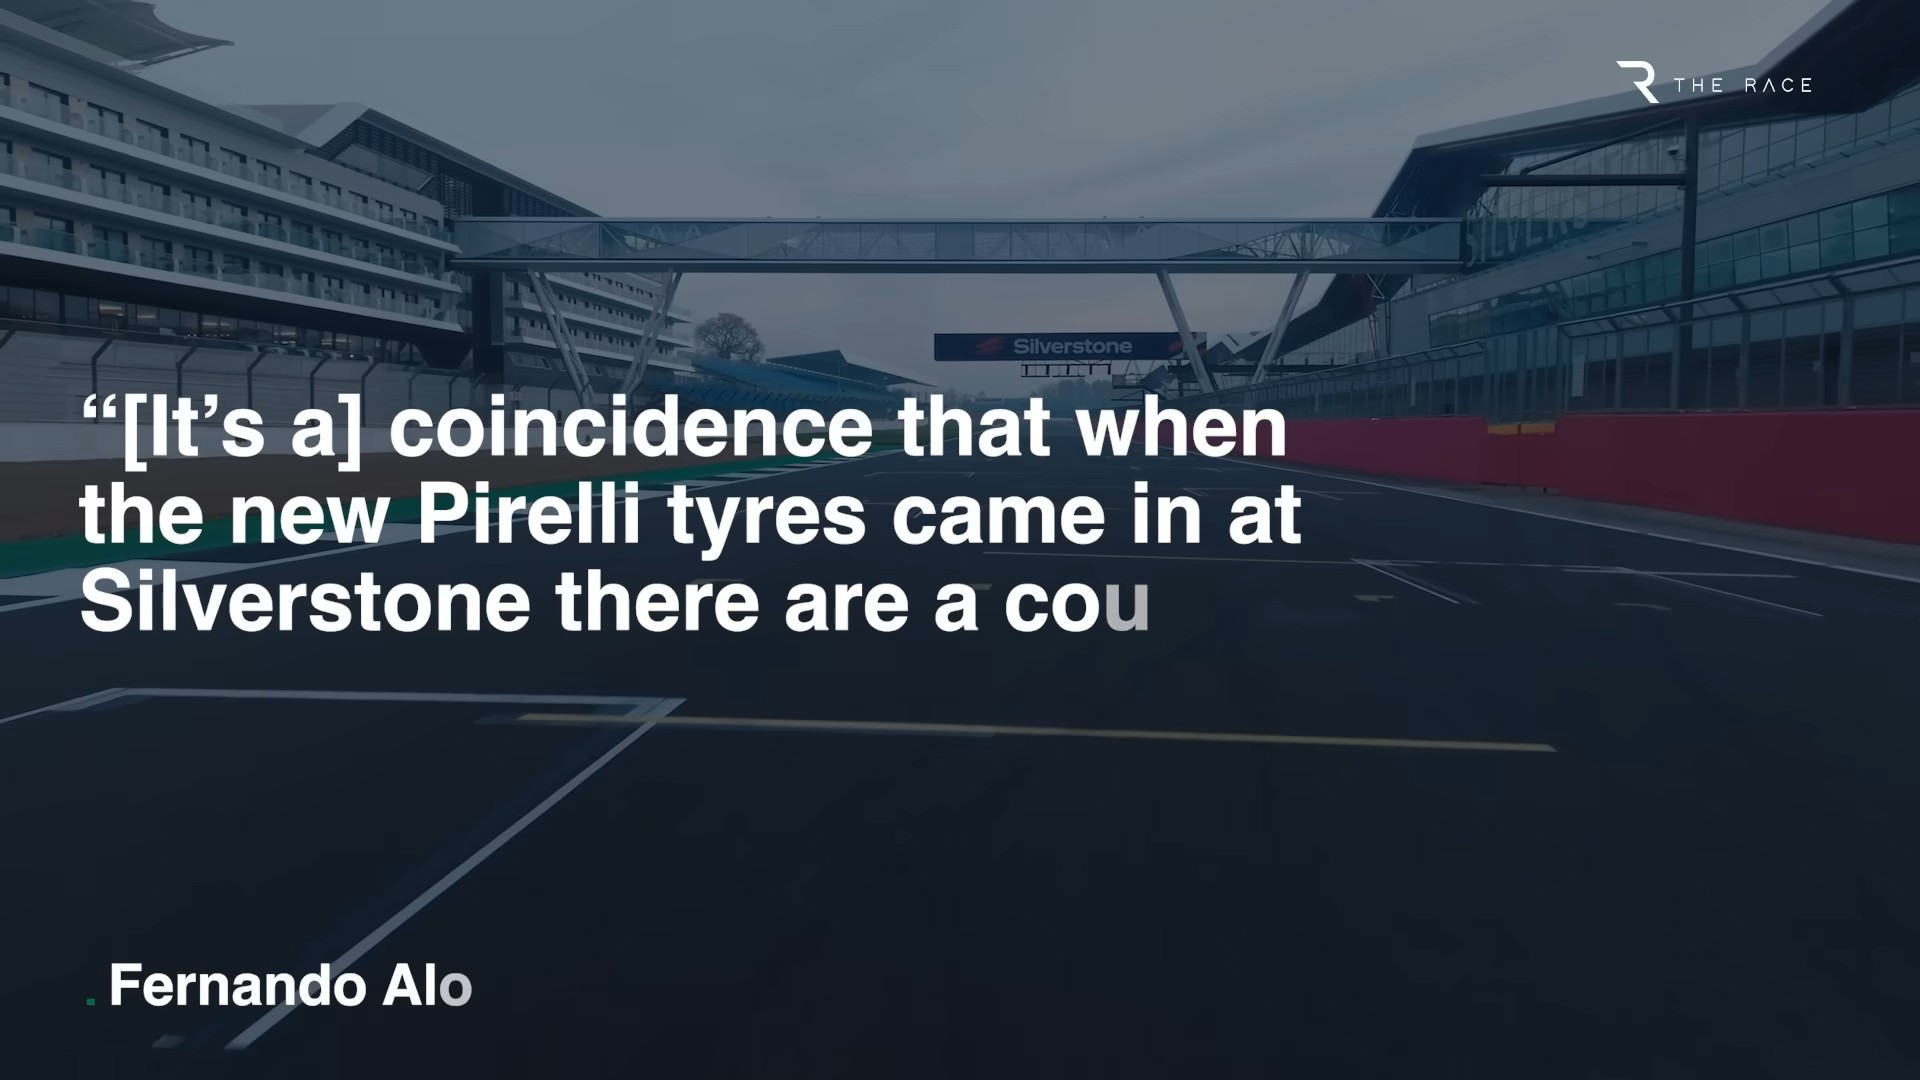 THE RACE
SILVERS
Silverstone
“[It’s a] coincidence that when
the new Pirelli tyres came in at
Silverstone there are a cou
. Fernando Alo